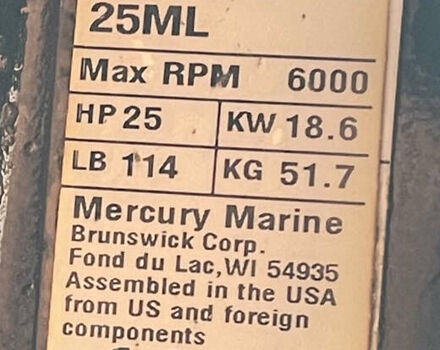 25ML
Max RPM 6000
HP 25 KW 18.6
LB 114 KG 51.7
Mercury Marine
Brunswick Corp.
Fond du Lac, WI 54935
Assembled in the USA
from US and foreign
components